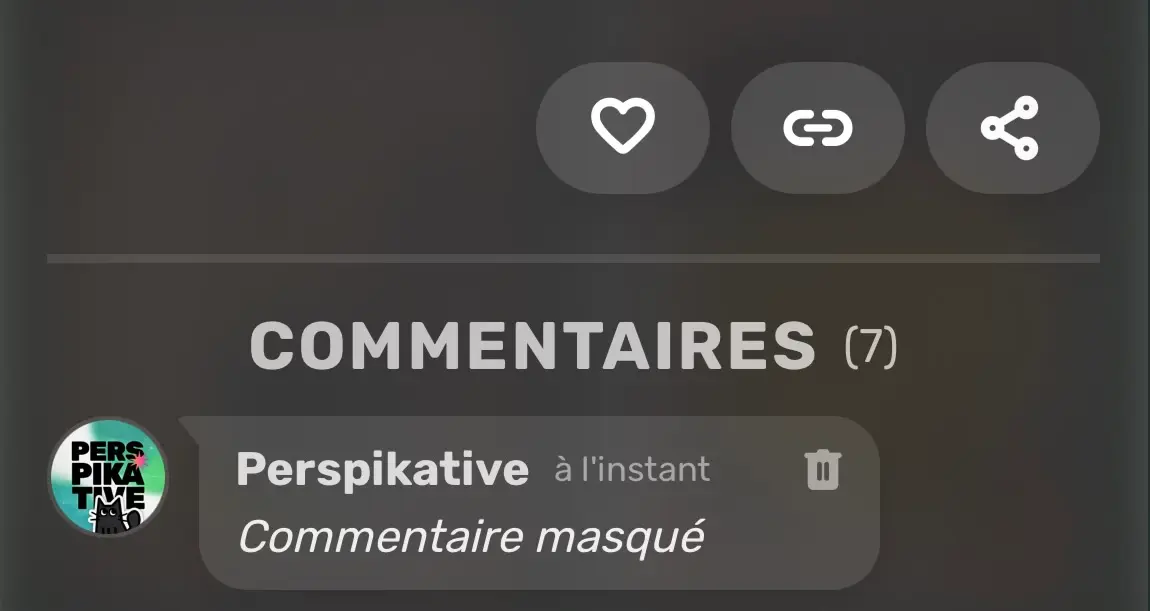 COMMENTAIRES (7)
PERS
PIKA
TIVE
Perspikative à l'instant
Commentaire masqué